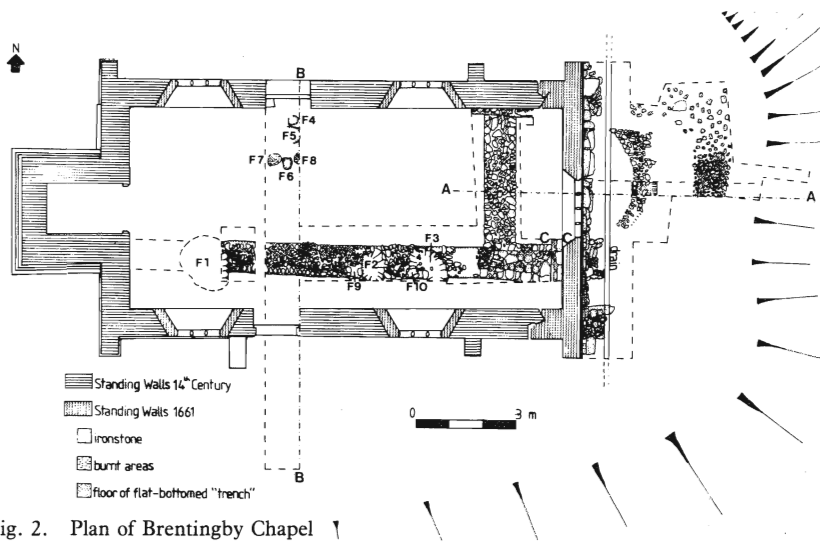 N
B
F4
F5
F7 F8
F6
A A
F3
C C
F1 F2
F9 F10
drain
Standing Walls 14th Century
Standing Walls 1661
ironstone
burnt areas
floor of flat-bottomed "trench"
0 3 m
B
ig. 2. Plan of Brentingby Chapel